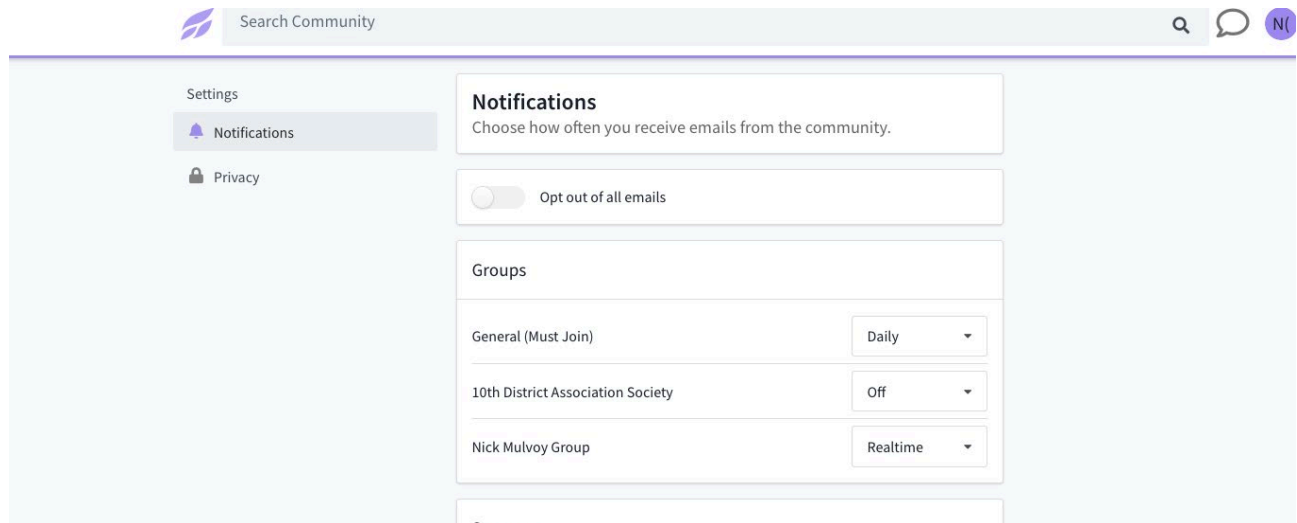 Search Community
N(
Settings
Notifications
Privacy
Notifications
Choose how often you receive emails from the community.
Opt out of all emails
Groups
General (Must Join)
Daily
10th District Association Society
Off
Nick Mulvoy Group
Realtime